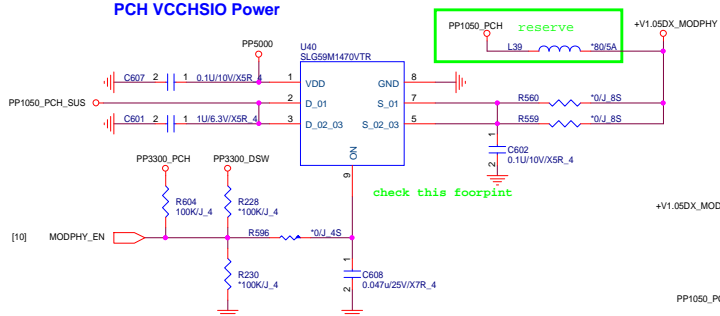 PCH VCCHSIO Power
PP1050_PCH
reserve
+V1.05DX_MODPHY
L39
*80/5A
PP5000
U40
SLG59M1470VTR
C607 2 1 0.1U/10V/X5R_4
1
VDD
GND
8
PP1050_PCH_SUS
2
D_01
S_01
7
R560
*0/J_8S
C601 2 1 1U/6.3V/X5R_4
3
D_02_03
S_02_03
5
R559
*0/J_8S
ON
1
C602
0.1U/10V/X5R_4
2
PP3300_PCH
PP3300_DSW
9
check this foorpint
R604
100K/J_4
R228
*100K/J_4
+V1.05DX_MOD
[10]
MODPHY_EN
R596
*0/J_4S
R230
*100K/J_4
1
C608
0.047u/25V/X7R_4
2
PP1050_PC